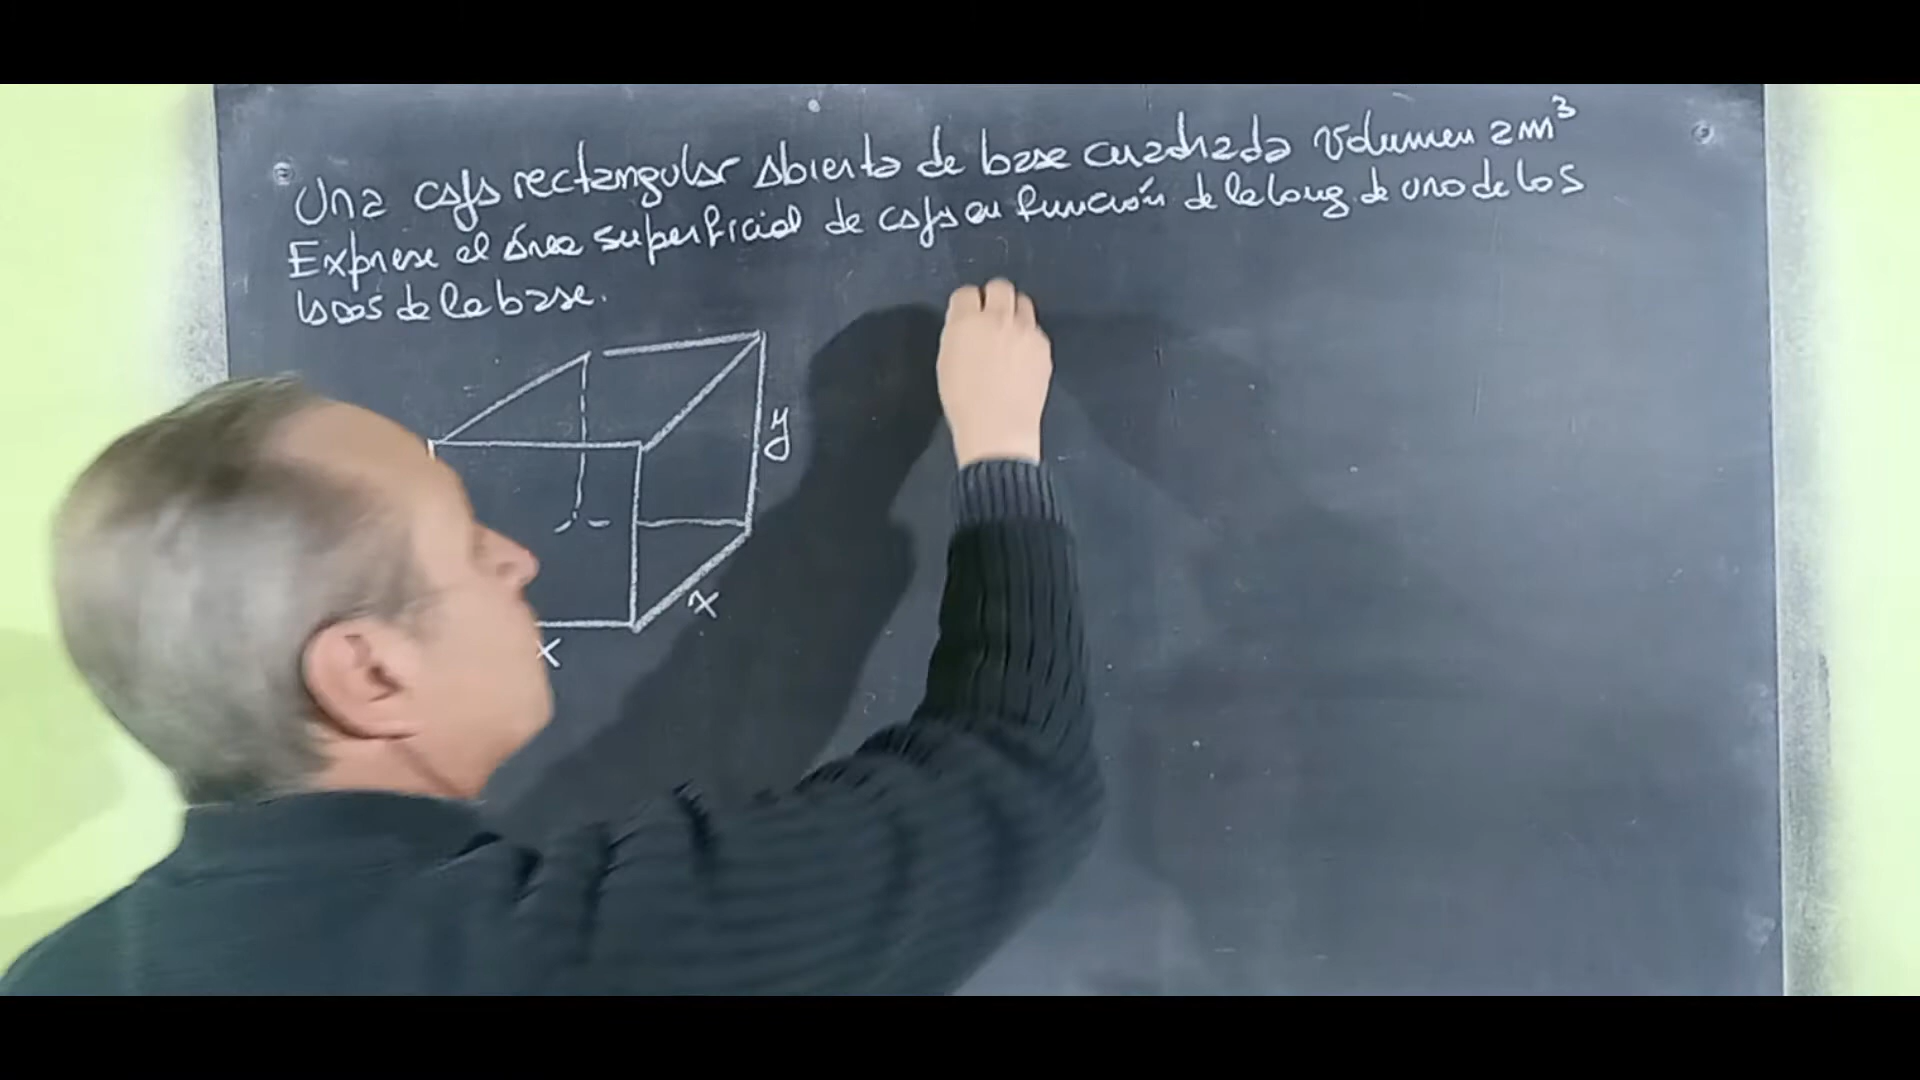 Una caja rectangular abierta de base cuadrada volumen 2m³
Exprese el área superficial de caja en función de la long. de uno de los
lados de la base.
y
x
x